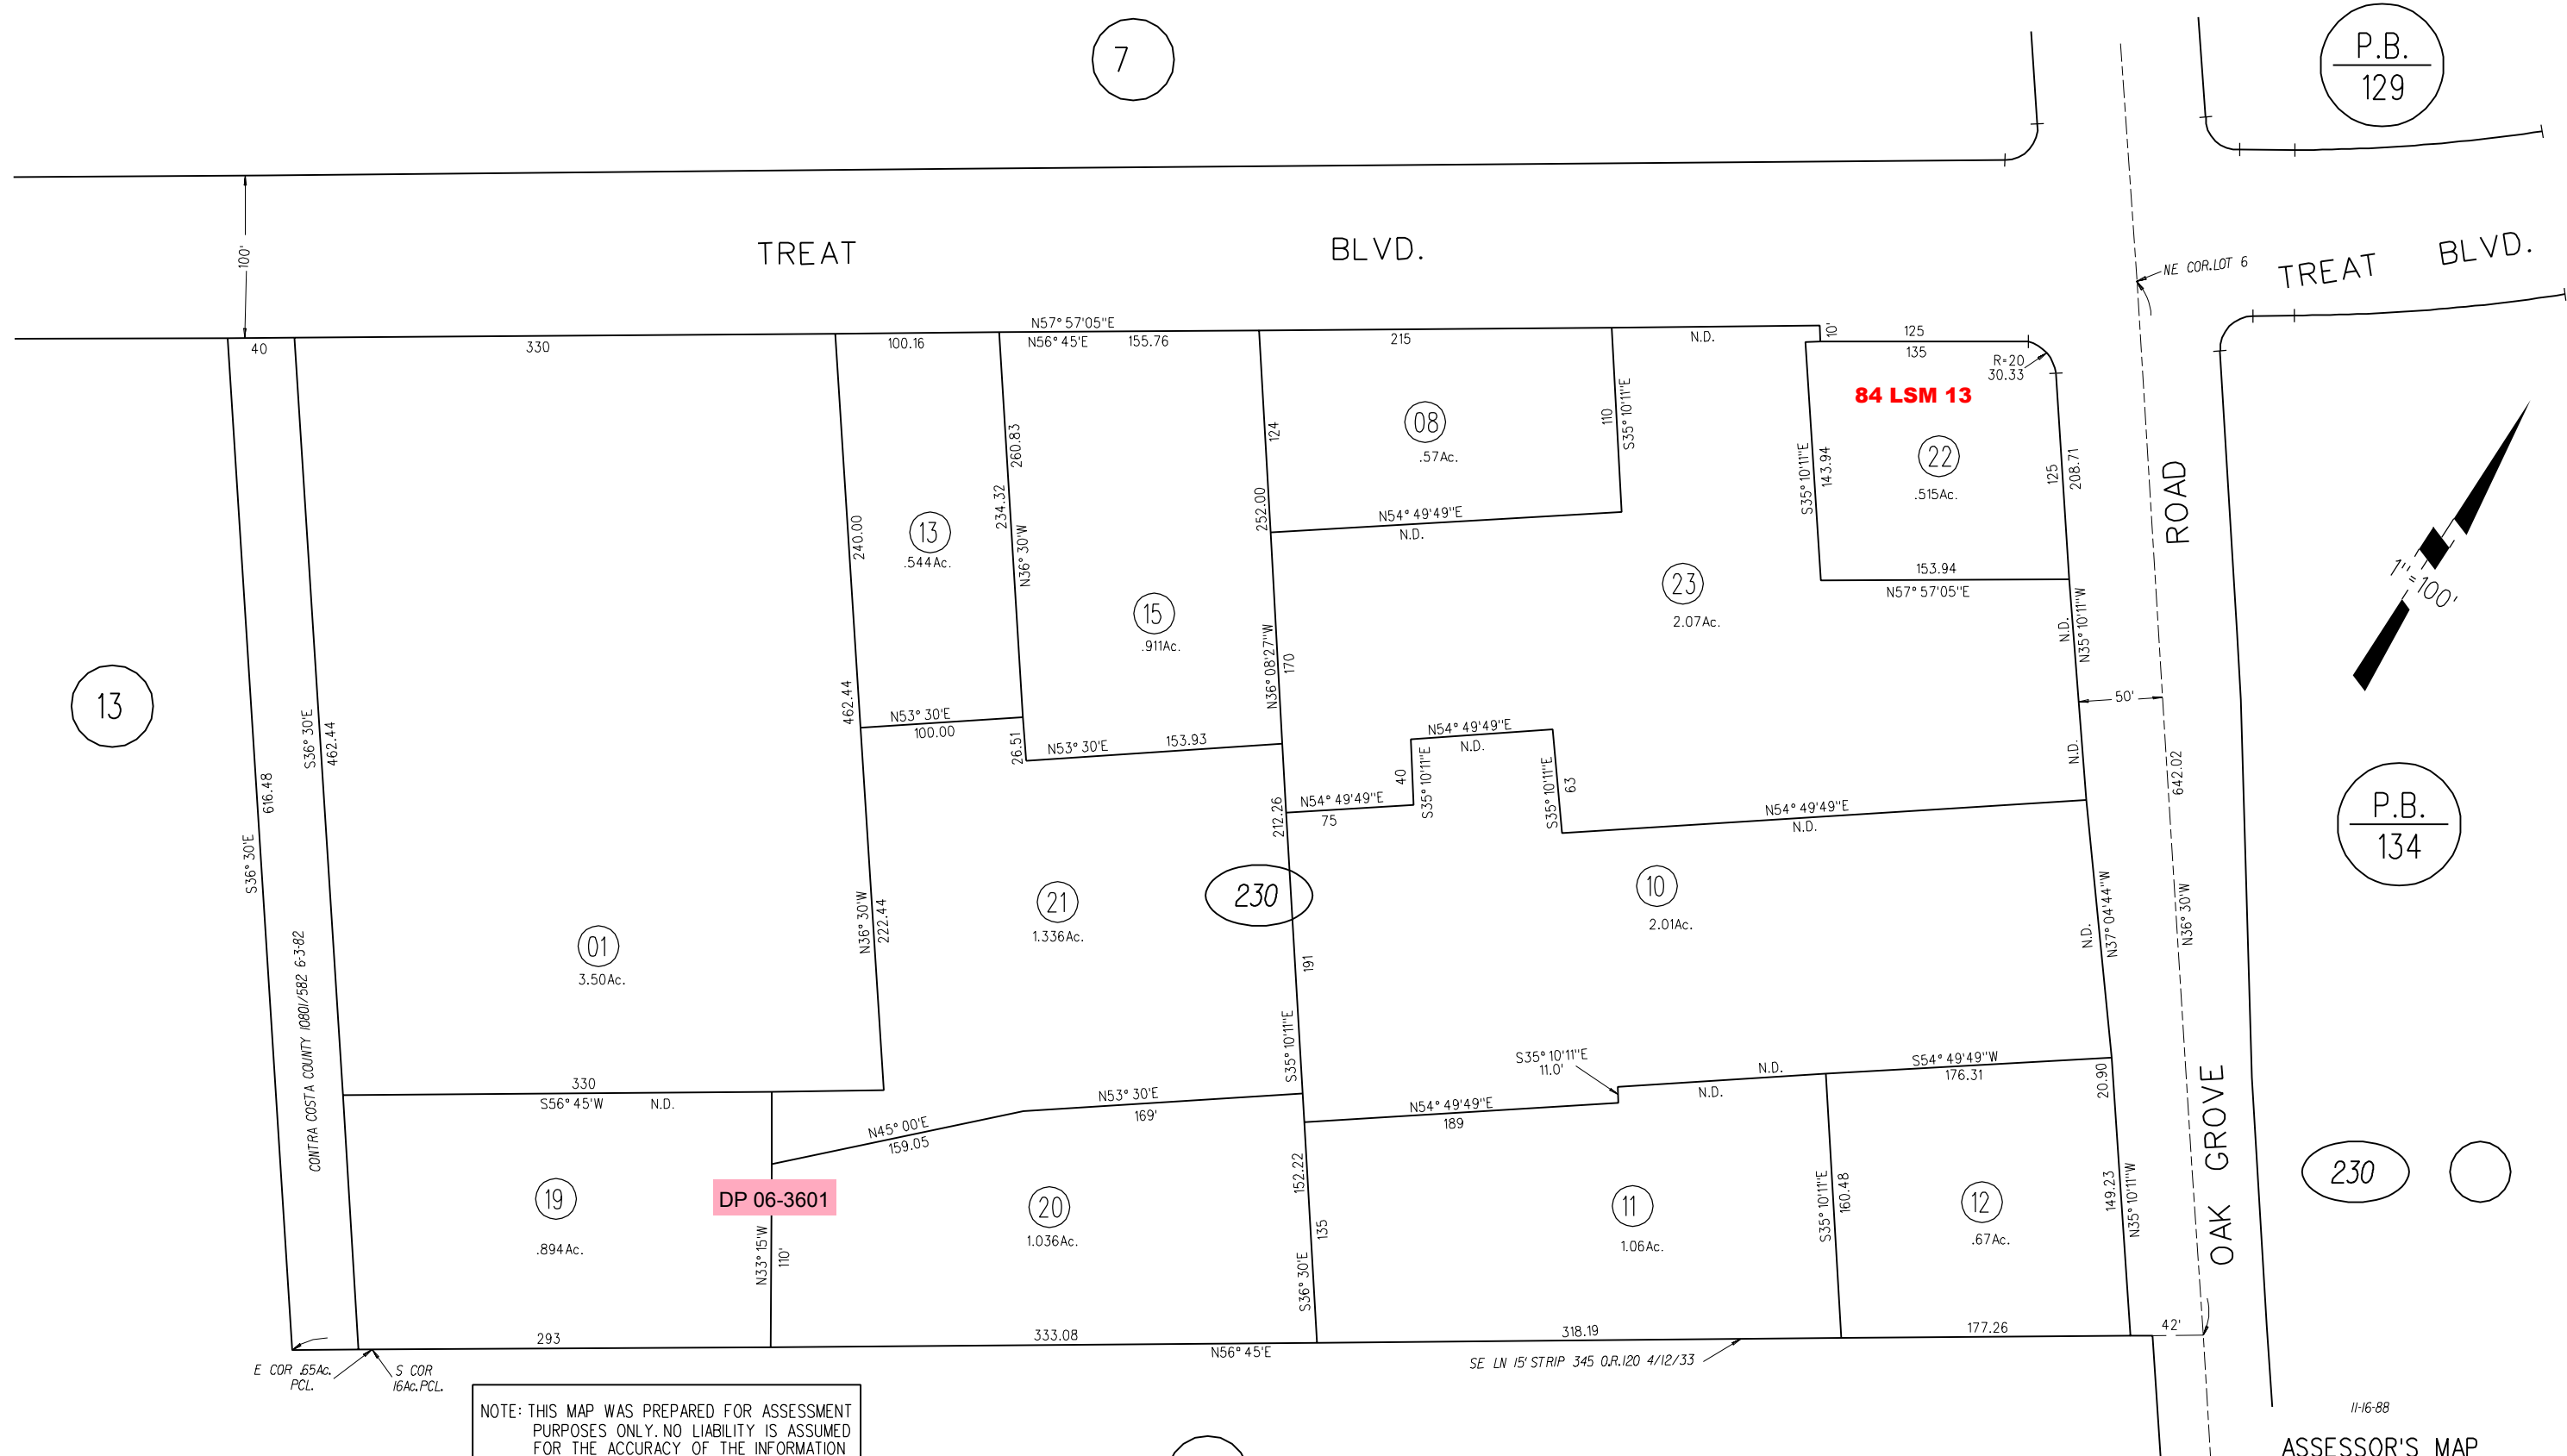 7
P.B.
129
100'
TREAT BLVD.
NE COR.LOT 6
TREAT BLVD.
N57°57'05"E
40
330
100.16
N56°45'E
155.76
215
N.D.
10'
125
135
R=20
30.33
84 LSM 13
08
.57Ac.
110
S35°10'11"E
124
260.83
234.32
N36°30'W
252.00
240.00
13
.544Ac.
15
.911Ac.
N54°49'49"E
N.D.
S35°10'11"E
143.94
22
.515Ac.
125
208.71
153.94
N57°57'05"E
23
2.07Ac.
ROAD
1"=100'
N.D.
N35°10'11"W
50'
13
S36°30'E
462.44
462.44
N53°30'E
100.00
26.51
N53°30'E
153.93
N36°08'27"W
170
N54°49'49"E
N.D.
40
S35°10'11"E
S35°10'11"E
63
N54°49'49"E
75
212.26
N54°49'49"E
N.D.
N.D.
642.02
P.B.
134
616.48
S36°30'E
01
3.50Ac.
N36°30'W
222.44
21
1.336Ac.
230
10
2.01Ac.
N.D.
N37°04'44"W
N36°30'W
CONTRA COSTA COUNTY 10801/582 6-3-82
191
S35°10'11"E
S35°10'11"E
11.0'
N.D.
N.D.
S54°49'49"W
176.31
20.90
330
S56°45'W
N.D.
N45°00'E
159.05
N53°30'E
169'
N54°49'49"E
189
19
.894Ac.
DP 06-3601
N33°15'W
110'
20
1.036Ac.
152.22
135
S36°30'E
11
1.06Ac.
S35°10'11"E
160.48
12
.67Ac.
149.23
N35°10'11"W
OAK GROVE
230
293
333.08
N56°45'E
318.19
177.26
42'
SE LN 15' STRIP 345 O.R.120 4/12/33
E COR .65Ac.
PCL.
S COR
16Ac.PCL.
NOTE: THIS MAP WAS PREPARED FOR ASSESSMENT
PURPOSES ONLY. NO LIABILITY IS ASSUMED
FOR THE ACCURACY OF THE INFORMATION
11-16-88
ASSESSOR'S MAP